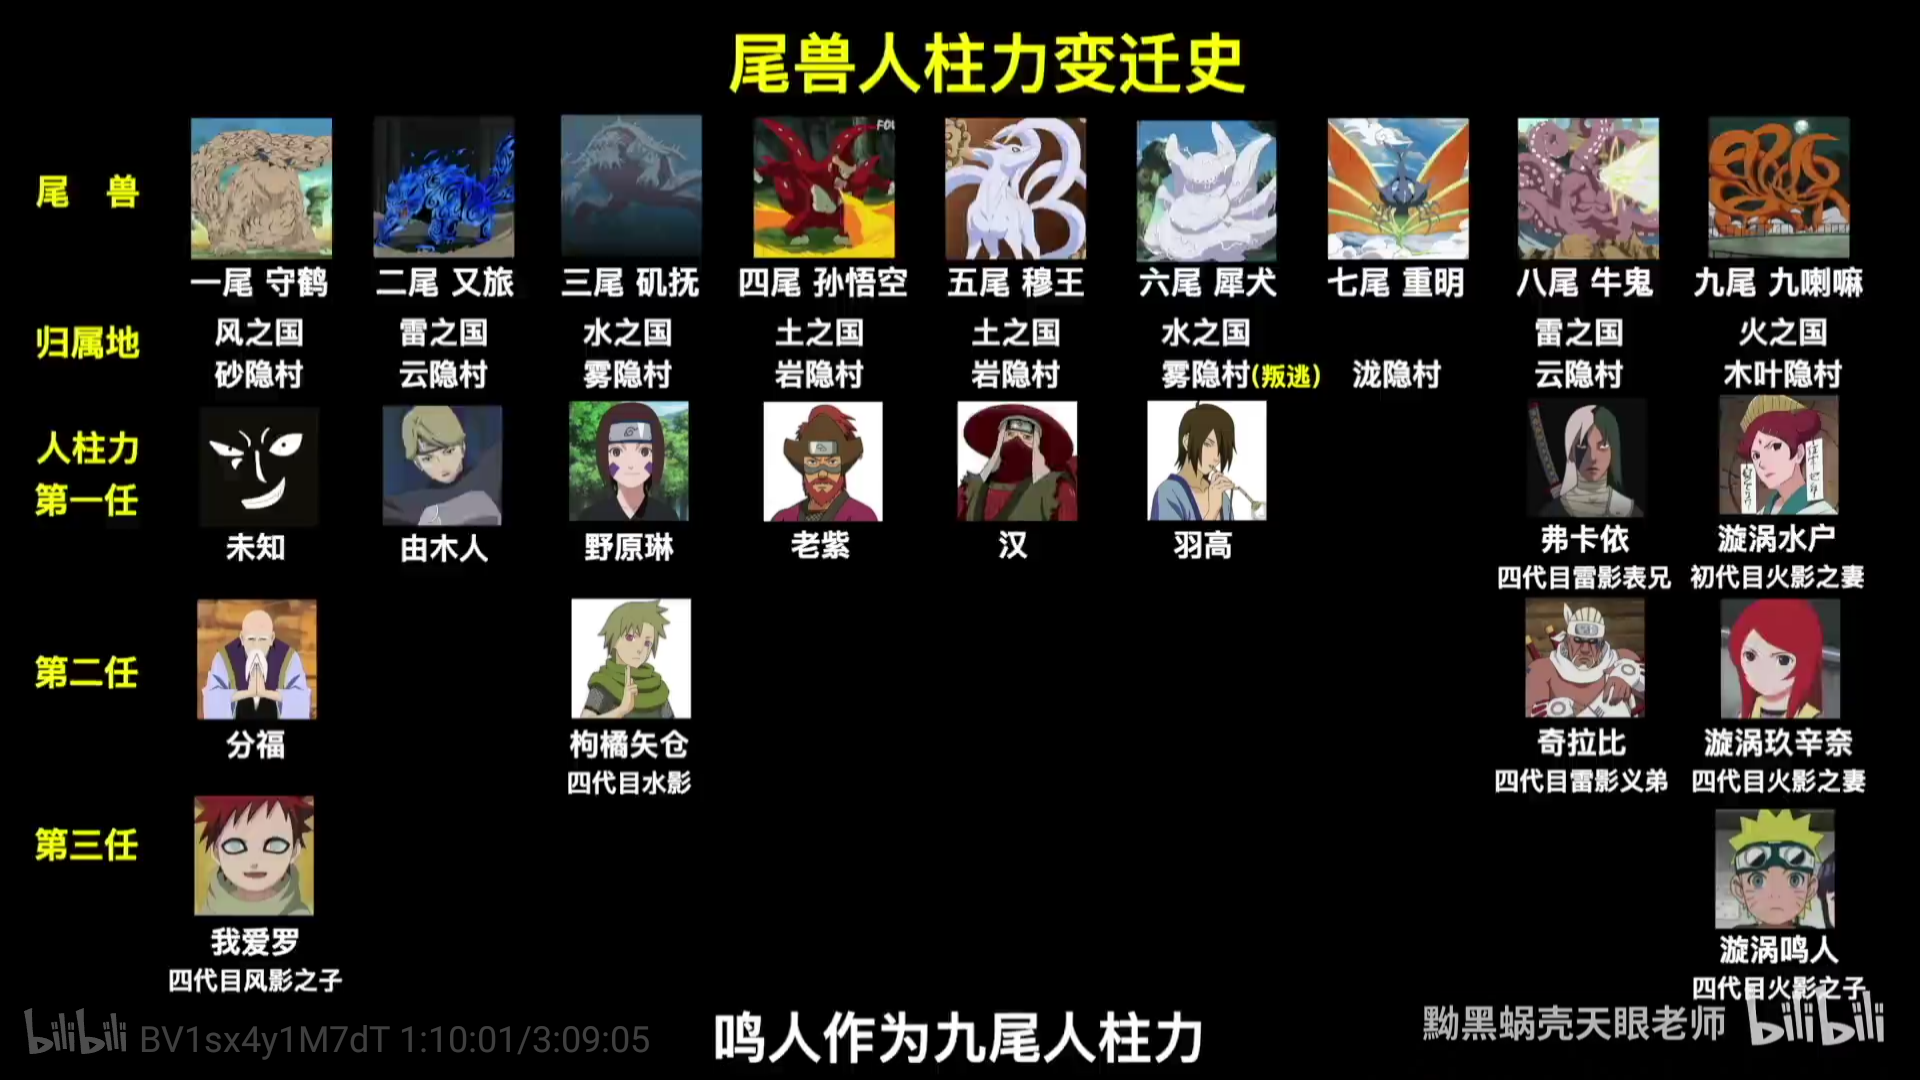 尾兽人柱力变迁史
FOU
尾 兽
一尾 守鹤 二尾 又旅 三尾 矶抚 四尾 孙悟空 五尾 穆王 六尾 犀犬 七尾 重明 八尾 牛鬼 九尾 九喇嘛
归属地
风之国 雷之国 水之国 土之国 土之国 水之国 雷之国 火之国
砂隐村 云隐村 雾隐村 岩隐村 岩隐村 雾隐村(叛逃) 泷隐村 云隐村 木叶隐村
人柱力
第一任
未知 由木人 野原琳 老紫 汉 羽高 弗卡依 漩涡水户
四代目雷影表兄 初代目火影之妻
第二任
分福 枸橘矢仓 奇拉比 漩涡玖辛奈
四代目水影 四代目雷影义弟 四代目火影之妻
第三任
我爱罗 漩涡鸣人
四代目风影之子 四代目火影之子
鸣人作为九尾人柱力
bilibili BV1sx4y1M7dT 1:10:01/3:09:05
黝黑蜗壳天眼老师 bilibili